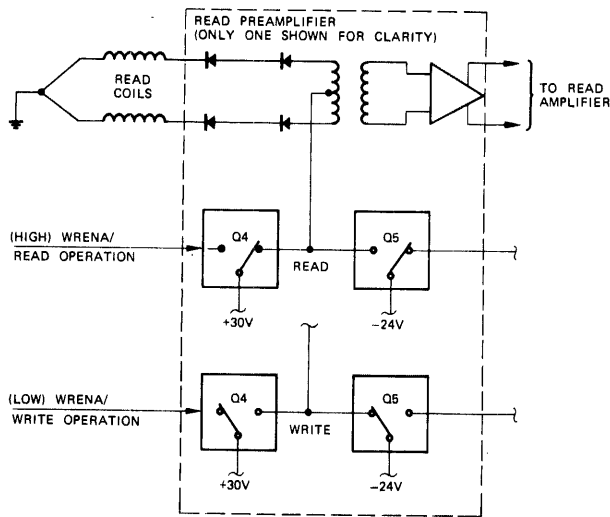 READ PREAMPLIFIER
(ONLY ONE SHOWN FOR CLARITY)
READ
COILS
TO READ
AMPLIFIER
(HIGH) WRENA/
READ OPERATION
Q4
READ
Q5
+30V
-24V
(LOW) WRENA/
WRITE OPERATION
Q4
WRITE
Q5
+30V
-24V